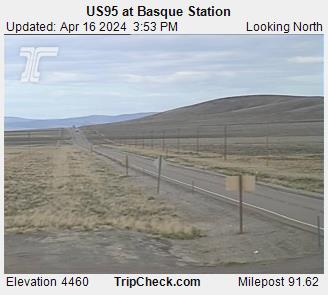 US95 at Basque Station
Updated: Apr 16 2024 3:53 PM Looking North
Elevation 4460 TripCheck.com Milepost 91.62